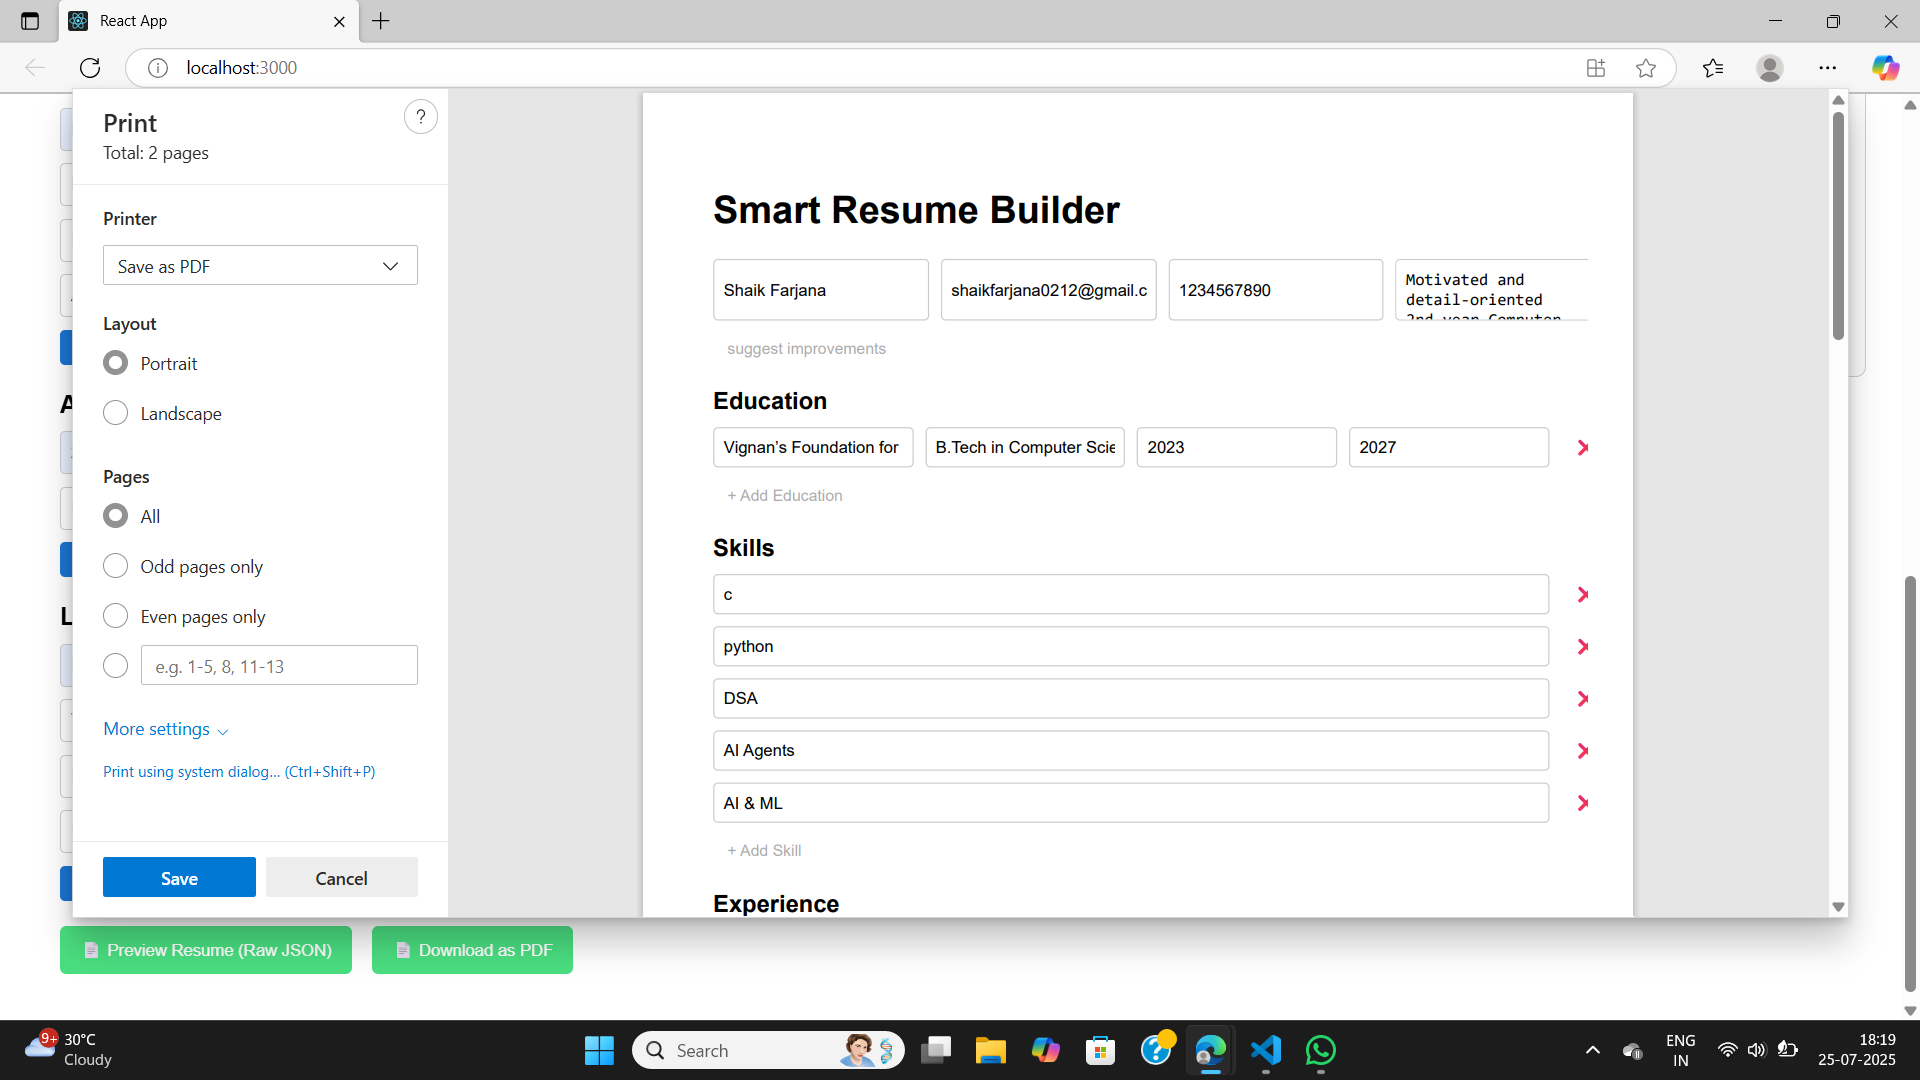 React App
localhost:3000
Print
?
Total: 2 pages
Printer
Save as PDF
Layout
Portrait
Landscape
Pages
All
Odd pages only
Even pages only
e.g. 1-5, 8, 11-13
More settings
Print using system dialog... (Ctrl+Shift+P)
Save
Cancel
Smart Resume Builder
Shaik Farjana
shaikfarjana0212@gmail.c
1234567890
Motivated and
detail-oriented
2nd year Computer
suggest improvements
Education
Vignan’s Foundation for
B.Tech in Computer Scie
2023
2027
+ Add Education
Skills
c
python
DSA
AI Agents
AI & ML
+ Add Skill
Experience
A
L
Preview Resume (Raw JSON)
Download as PDF
9+
30°C
Cloudy
Search
ENG
IN
18:19
25-07-2025